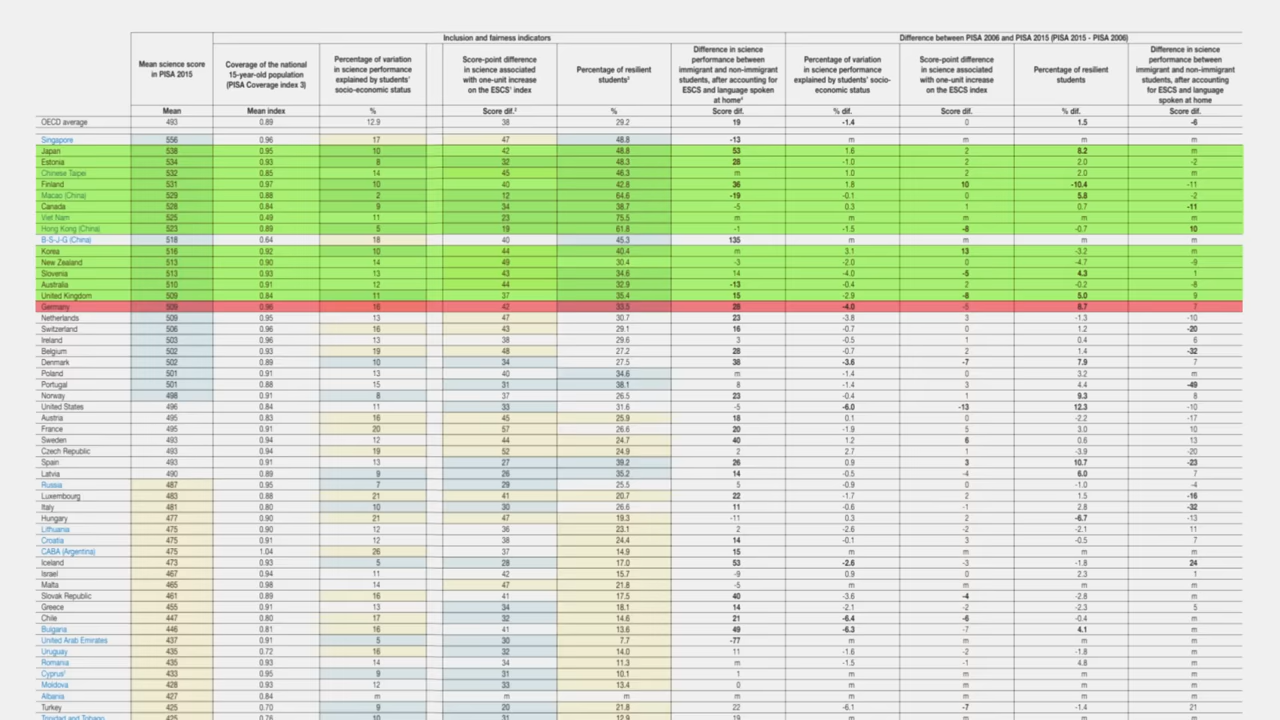 Inclusion and fairness indicators Difference between PISA 2006 and PISA 2015 (PISA 2015 - PISA 2006)
Mean science score in PISA 2015 Coverage of the national 15-year-old population (PISA Coverage index 3) Percentage of variation in science performance explained by students' socio-economic status Score-point difference in science associated with one-unit increase on the ESCS¹ index Percentage of resilient students³ Difference in science performance between immigrant and non-immigrant students, after accounting for ESCS and language spoken at home⁴ Percentage of variation in science performance explained by students' socio-economic status Score-point difference in science associated with one-unit increase on the ESCS index Percentage of resilient students Difference in science performance between immigrant and non-immigrant students, after accounting for ESCS and language spoken at home
Mean Mean index % Score dif.² % Score dif. % dif. Score dif. % dif. Score dif.
OECD average 493 0.89 12.9 38 29.2 19 -1.4 0 1.5 -6
Singapore 556 0.96 17 47 48.8 -13 m m m m
Japan 538 0.95 10 42 48.8 53 1.6 2 8.2 m
Estonia 534 0.93 8 32 48.3 28 -1.0 2 2.0 -2
Chinese Taipei 532 0.85 14 45 46.3 m 1.0 2 2.0 m
Finland 531 0.97 10 40 42.8 36 1.8 10 -10.4 -11
Macao (China) 529 0.88 2 12 64.6 -19 -0.1 0 5.8 -2
Canada 528 0.84 9 34 38.7 -5 0.3 1 0.7 -11
Viet Nam 525 0.49 11 23 75.5 m m m m m
Hong Kong (China) 523 0.89 5 19 61.8 -1 -1.5 -8 -0.7 10
B-S-J-G (China) 518 0.64 18 40 45.3 135 m m m m
Korea 516 0.92 10 44 40.4 m 3.1 13 -3.2 m
New Zealand 513 0.90 14 49 30.4 -3 -2.0 0 -4.7 -9
Slovenia 513 0.93 13 43 34.6 14 -4.0 -5 4.3 1
Australia 510 0.91 12 44 32.9 -13 -0.4 2 -0.2 -8
United Kingdom 509 0.84 11 37 35.4 15 -2.9 -8 5.0 9
Germany 509 0.96 16 42 33.5 28 -4.0 -5 8.7 7
Netherlands 509 0.95 13 47 30.7 23 -3.8 3 -1.3 -10
Switzerland 506 0.96 16 43 29.1 16 -0.7 0 1.2 -20
Ireland 503 0.96 13 38 29.6 3 -0.5 1 0.4 6
Belgium 502 0.93 19 48 27.2 28 -0.7 2 1.4 -32
Denmark 502 0.89 10 34 27.5 38 -3.6 -7 7.9 7
Poland 501 0.91 13 40 34.6 m -1.4 0 3.2 m
Portugal 501 0.88 15 31 38.1 8 -1.4 3 4.4 -49
Norway 498 0.91 8 37 26.5 23 -0.4 1 9.3 8
United States 496 0.84 11 33 31.6 -5 -6.0 -13 12.3 -10
Austria 495 0.83 16 45 25.9 18 0.1 0 -2.2 -17
France 495 0.91 20 57 26.6 20 -1.9 5 3.0 10
Sweden 493 0.94 12 44 24.7 40 1.2 6 0.6 13
Czech Republic 493 0.94 19 52 24.9 2 2.7 1 -3.9 -20
Spain 493 0.91 13 27 39.2 26 0.9 3 10.7 -23
Latvia 490 0.89 9 26 35.2 14 -0.5 -4 6.0 7
Russia 487 0.95 7 29 25.5 5 -0.9 0 -1.0 -4
Luxembourg 483 0.88 21 41 20.7 22 -1.7 2 1.5 -16
Italy 481 0.80 10 30 26.6 11 -0.6 -1 2.8 -32
Hungary 477 0.90 21 47 19.3 -11 0.3 2 -6.7 -13
Lithuania 475 0.90 12 36 23.1 2 -2.6 -2 -2.1 11
Croatia 475 0.91 12 38 24.4 14 -0.1 3 -0.5 7
CABA (Argentina) 475 1.04 26 37 14.9 15 m m m m
Iceland 473 0.93 5 28 17.0 53 -2.6 -3 -1.8 24
Israel 467 0.94 11 42 15.7 -9 0.9 0 2.3 1
Malta 465 0.98 14 47 21.8 -5 m m m m
Slovak Republic 461 0.89 16 41 17.5 40 -3.6 -4 -2.8 m
Greece 455 0.91 13 34 18.1 14 -2.1 -2 -2.3 5
Chile 447 0.80 17 32 14.6 21 -6.4 -6 -0.4 m
Bulgaria 446 0.81 16 41 13.6 49 -6.3 -7 4.1 m
United Arab Emirates 437 0.91 5 30 7.7 -77 m m m m
Uruguay 435 0.72 16 32 14.0 11 -1.6 -2 -1.8 m
Romania 435 0.93 14 34 11.3 m -1.5 -1 4.8 m
Cyprus¹ 433 0.95 9 31 10.1 1 m m m m
Moldova 428 0.93 12 33 13.4 0 m m m m
Albania 427 0.84 m m m m m m m m
Turkey 425 0.70 9 20 21.8 22 -6.1 -7 -1.4 21
Trinidad and Tobago 425 0.76 10 31 12.9 19 m m m m